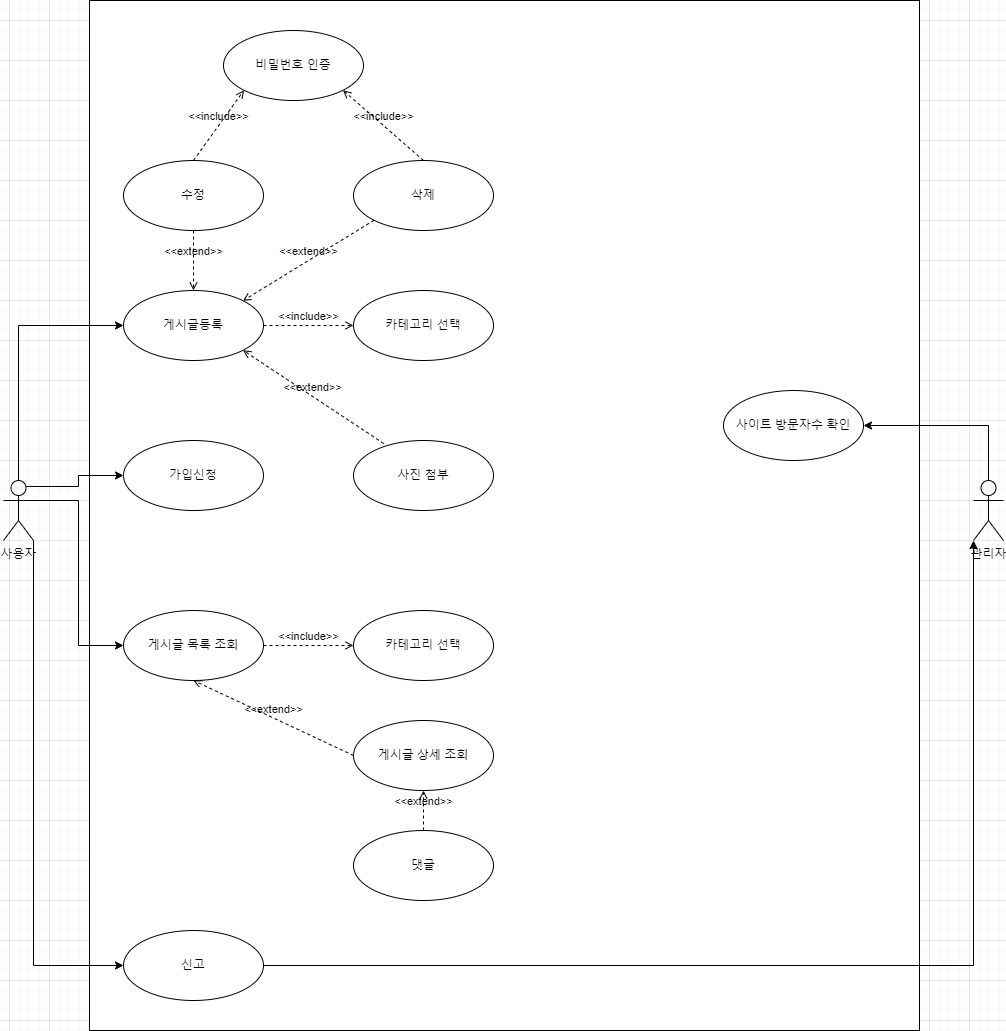 비밀번호 인증
<<include>>
<<include>>
수정
삭제
<<extend>>
<<extend>>
게시글등록
<<include>>
카테고리 선택
<<extend>>
사이트 방문자수 확인
가입신청
사진 첨부
사용자
관리자
게시글 목록 조회
<<include>>
카테고리 선택
<<extend>>
게시글 상세 조회
<<extend>>
댓글
신고